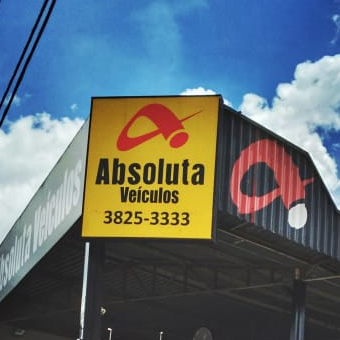 Absoluta
Veículos
3825-3333
Absoluta Veículos